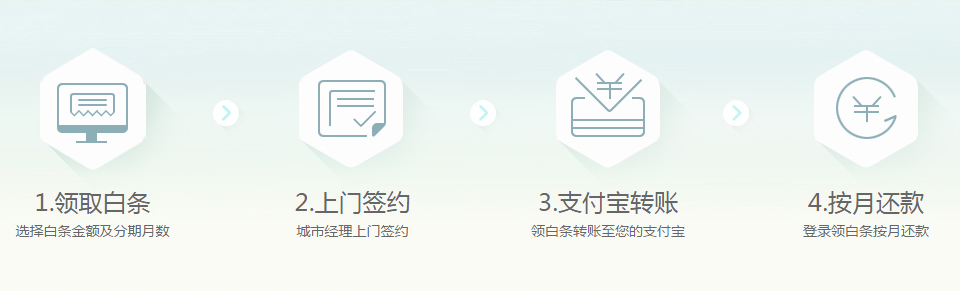 1.领取白条
选择白条金额及分期月数
2.上门签约
城市经理上门签约
3.支付宝转账
领白条转账至您的支付宝
4.按月还款
登录领白条按月还款